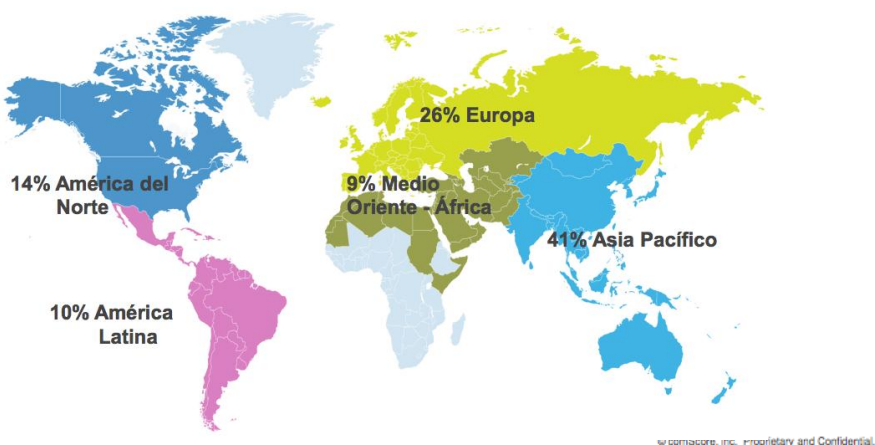 26% Europa
14% América del
Norte
9% Medio
Oriente - África
41% Asia Pacífico
10% América
Latina
© comScore, Inc. Proprietary and Confidential.